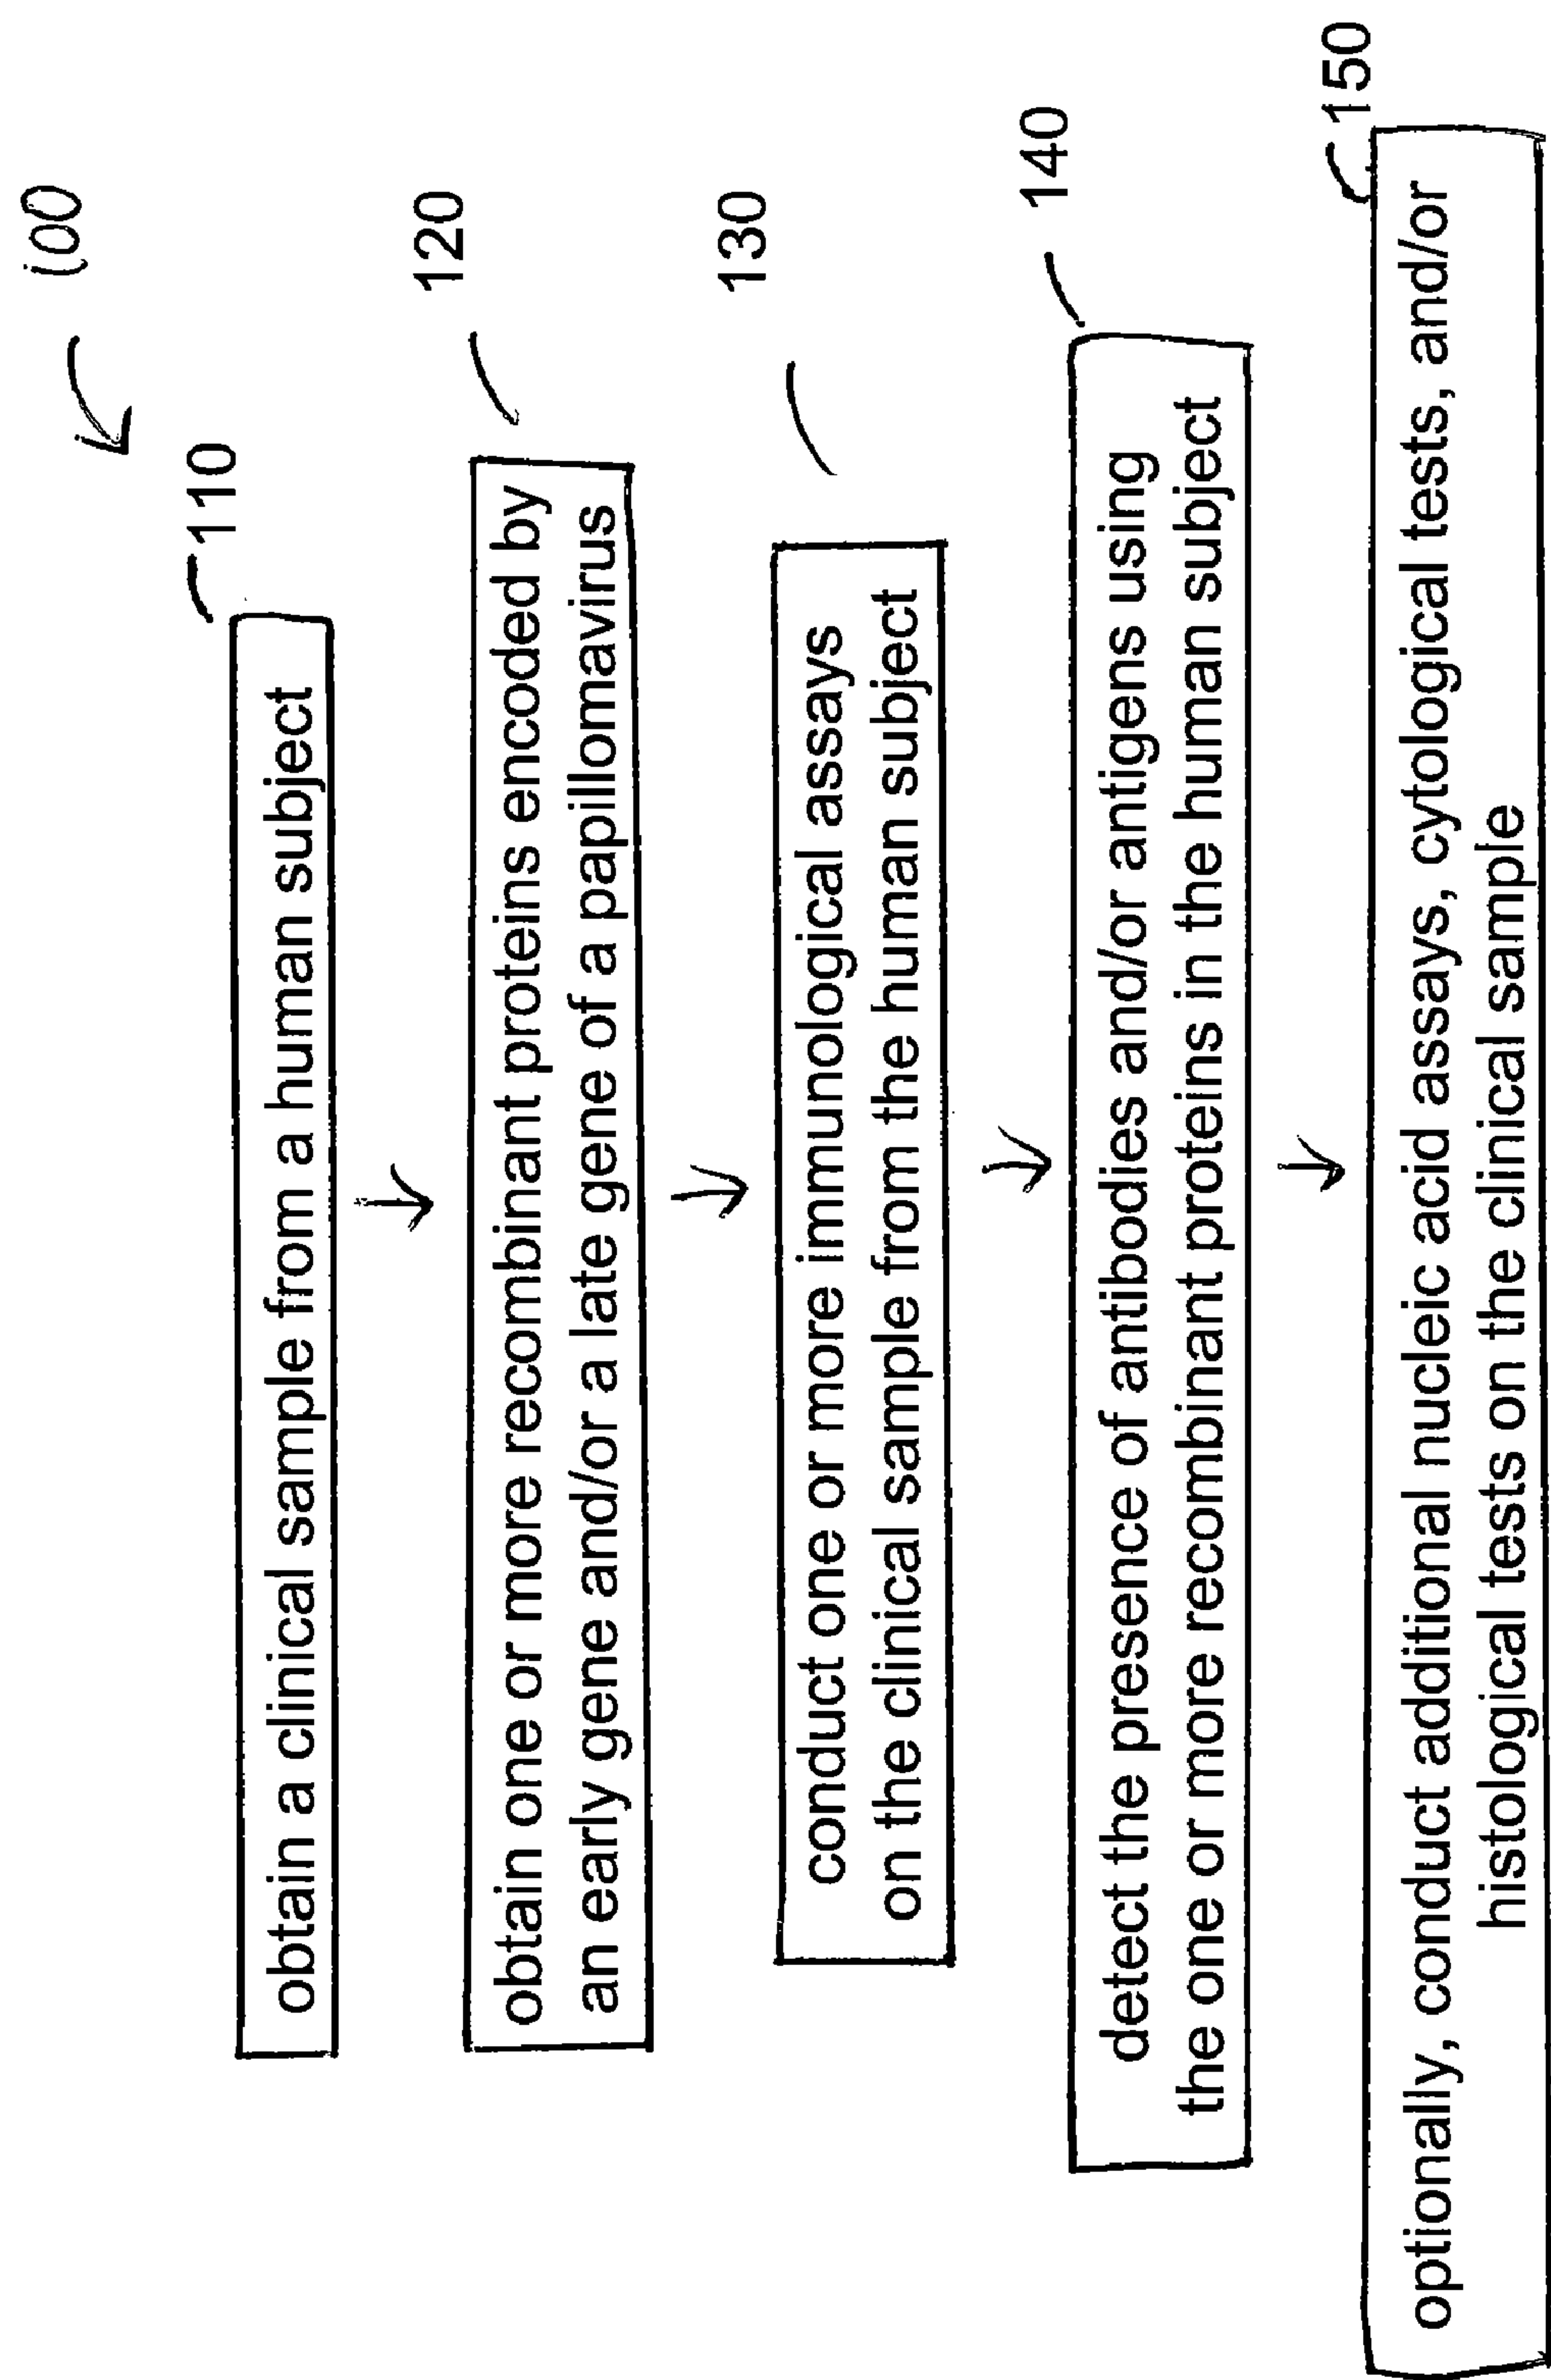 100
110
obtain a clinical sample from a human subject
120
obtain one or more recombinant proteins encoded by
an early gene and/or a late gene of a papillomavirus
130
conduct one or more immunological assays
on the clinical sample from the human subject
140
detect the presence of antibodies and/or antigens using
the one or more recombinant proteins in the human subject
150
optionally, conduct additional nucleic acid assays, cytological tests, and/or
histological tests on the clinical sample